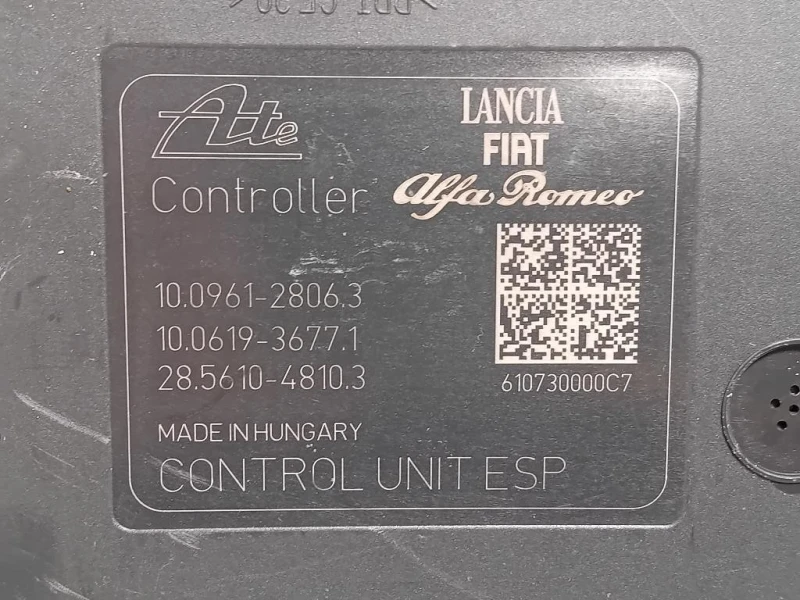 Ate
Controller
LANCIA
FIAT
Alfa Romeo
10.0961-2806.3
10.0619-3677.1
28.5610-4810.3
610730000C7
MADE IN HUNGARY
CONTROL UNIT ESP